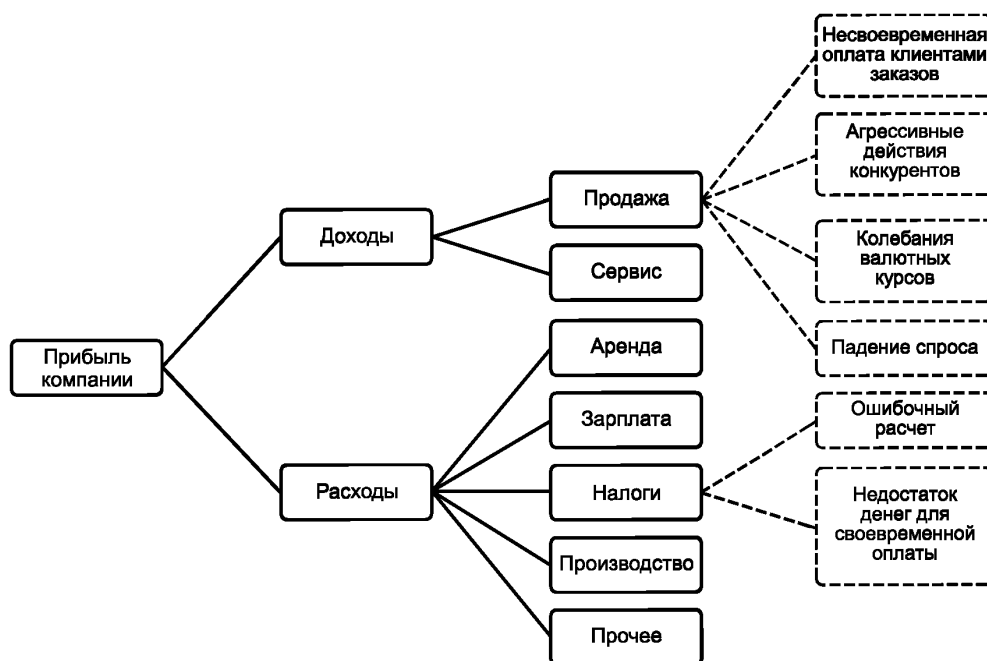 Несвоевременная
оплата клиентами
заказов
Агрессивные
действия
конкурентов
Продажа
Доходы
Колебания
валютных
курсов
Сервис
Аренда
Падение спроса
Прибыль
компании
Зарплата
Ошибочный
расчет
Расходы
Налоги
Недостаток
денег для
своевременной
оплаты
Производство
Прочее